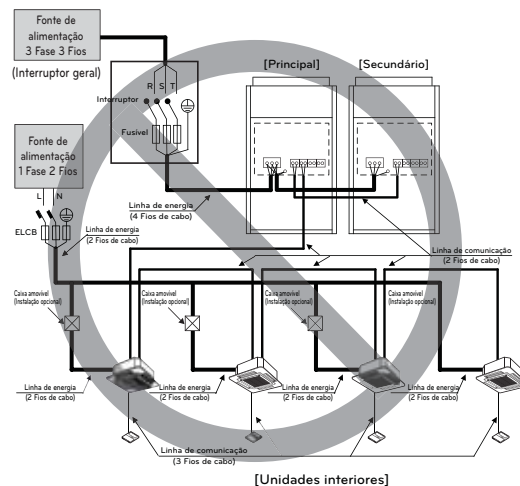 Fonte de
alimentação
3 Fase 3 Fios
(Interruptor geral)
[Principal]
[Secundário]
R S T
Interruptor
Fusível
Fonte de
alimentação
1 Fase 2 Fios
L N
ELCB
Linha de energia
(2 Fios de cabo)
Linha de energia
(4 Fios de cabo)
Linha de comunicação
(2 Fios de cabo)
Caixa amovível
(Instalação opcional)
Caixa amovível
(Instalação opcional)
Caixa amovível
(Instalação opcional)
Linha de energia
(2 Fios de cabo)
Linha de energia
(2 Fios de cabo)
Linha de energia
(2 Fios de cabo)
Linha de energia
(2 Fios de cabo)
Linha de comunicação
(3 Fios de cabo)
[Unidades interiores]